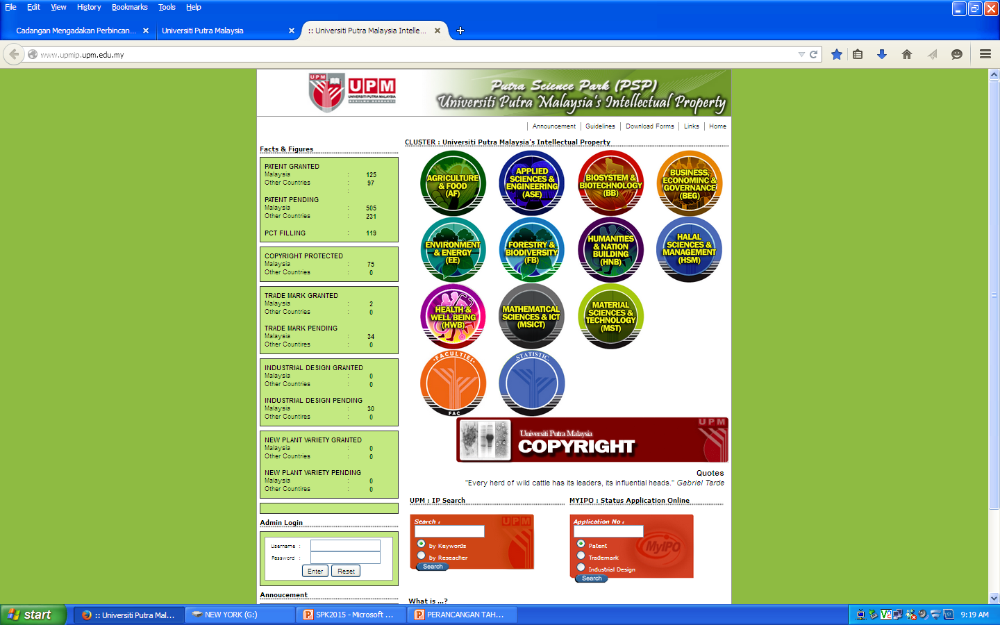 File Edit View History Bookmarks Tools Help
Cadangan Mengadakan Perbincan... Universiti Putra Malaysia :: Universiti Putra Malaysia Intelle...
www.upmip.upm.edu.my
UPM
UPM
UNIVERSITI PUTRA MALAYSIA
BERILMU BERBAKTI
Putra Science Park (PSP)
Universiti Putra Malaysia's Intellectual Property
Announcement Guidelines Download Forms Links Home
Facts & Figures
PATENT GRANTED
Malaysia : 125
Other Countries : 97
:
PATENT PENDING
Malaysia : 505
Other Countries : 231
PCT FILLING : 119
COPYRIGHT PROTECTED
Malaysia : 75
Other Countries : 0
TRADE MARK GRANTED
Malaysia : 2
Other Countries : 0
TRADE MARK PENDING
Malaysia : 34
Other Countires : 0
INDUSTRIAL DESIGN GRANTED
Malaysia : 0
Other Countries : 0
INDUSTRIAL DESIGN PENDING
Malaysia : 30
Other Countires : 0
NEW PLANT VARIETY GRANTED
Malaysia : 0
Other Countries : 0
NEW PLANT VARIETY PENDING
Malaysia : 0
Other Countires : 0
Admin Login
Username :
Password :
Enter Reset
Annoucement
CLUSTER : Universiti Putra Malaysia's Intellectual Property
AGRICULTURE
& FOOD
(AF)
APPLIED
SCIENCES &
ENGINEERING
(ASE)
BIOSYSTEM &
BIOTECHNOLOGY
(BB)
BUSINESS,
ECONOMINC &
GOVERNANCE
(BEG)
ENVIRONMENT
& ENERGY
(EE)
FORESTRY &
BIODIVERSITY
(FB)
HUMANITIES
& NATION
BUILDING
(HNB)
HALAL
SCIENCES &
MANAGEMENT
(HSM)
HEALTH &
WELL BEING
(HWB)
MATHEMATICAL
SCIENCES & ICT
(MSICT)
MATERIAL
SCIENCES &
TECHNOLOGY
(MST)
·FACULTIES·
FAC
STATISTIC
Universiti Putra Malaysia
COPYRIGHT
UPM
Quotes
"Every herd of wild cattle has its leaders, its influential heads." Gabriel Tarde
UPM : IP Search
Search :
by Keywords
by Reseacher
Search
UPM
MYIPO : Status Application Online
Application No :
Patent
Trademark
Industrial Design
Search
MyIPO
What is ...?
start :: Universiti Putra Mal... NEW YORK (G:) SPK2015 - Microsoft ... PERANCANGAN TAH... 9:19 AM